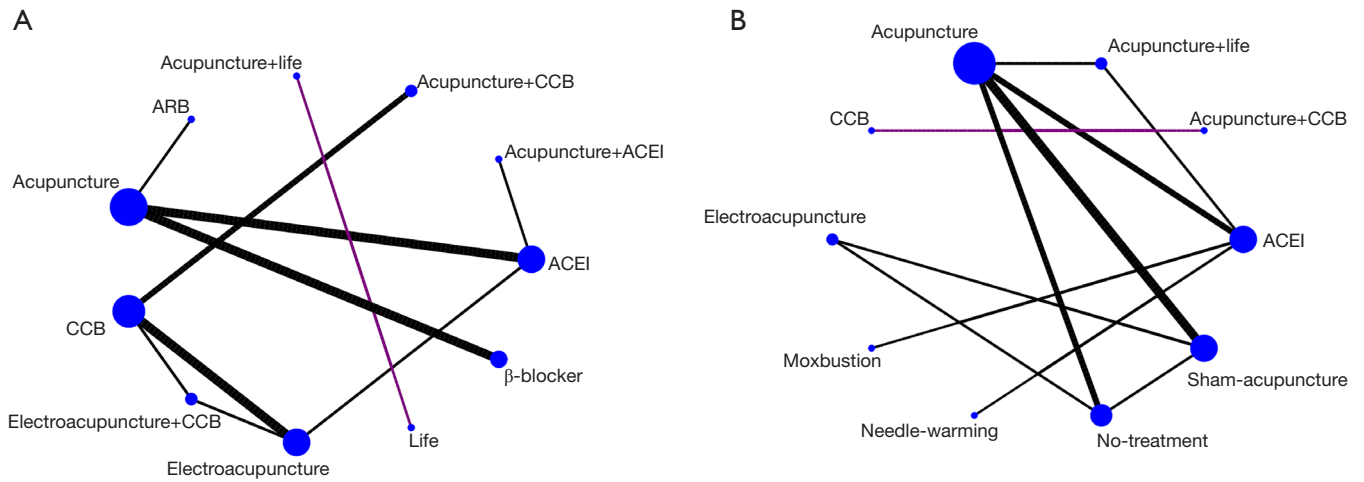 A
Acupuncture+life
Acupuncture+CCB
ARB
Acupuncture+ACEI
Acupuncture
ACEI
CCB
β-blocker
Electroacupuncture+CCB
Life
Electroacupuncture
B
Acupuncture
Acupuncture+life
CCB
Acupuncture+CCB
Electroacupuncture
ACEI
Moxbustion
Sham-acupuncture
Needle-warming
No-treatment